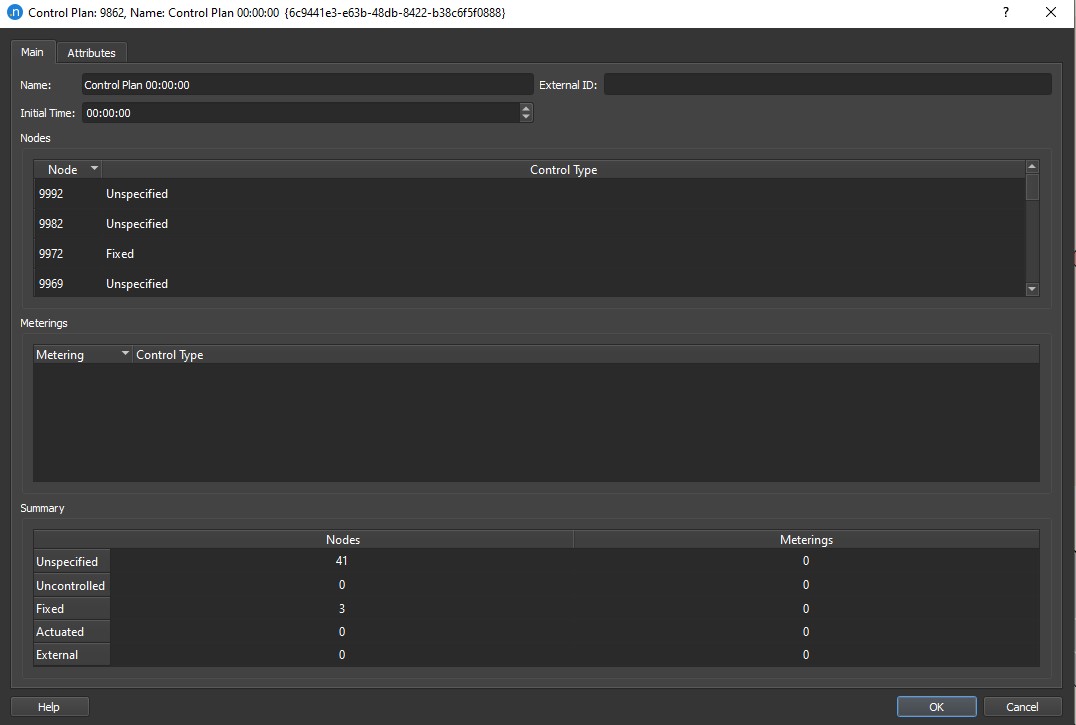 .n Control Plan: 9862, Name: Control Plan 00:00:00 {6c9441e3-e63b-48db-8422-b38c6f5f0888} ?
Main Attributes
Name: Control Plan 00:00:00 External ID:
Initial Time: 00:00:00
Nodes
Node Control Type
9992 Unspecified
9982 Unspecified
9972 Fixed
9969 Unspecified
Meterings
Metering Control Type
Summary
Nodes Meterings
Unspecified 41 0
Uncontrolled 0 0
Fixed 3 0
Actuated 0 0
External 0 0
Help OK Cancel